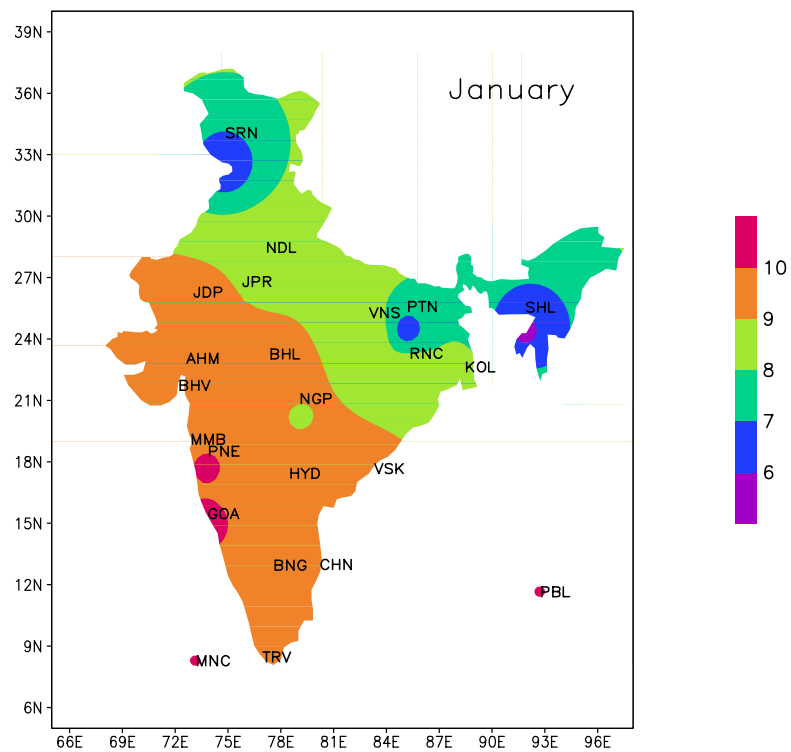 39N
36N
January
SRN
33N
30N
NDL
27N
JPR
JDP
10
PTN
VNS
SHL
9
24N
AHM
BHL
RNC
KOL
8
BHV
21N
NGP
7
MMB
PNE
18N
HYD
VSK
6
GOA
15N
BNG
CHN
12N
PBL
9N
MNC
TRV
6N
66E 69E 72E 75E 78E 81E 84E 87E 90E 93E 96E